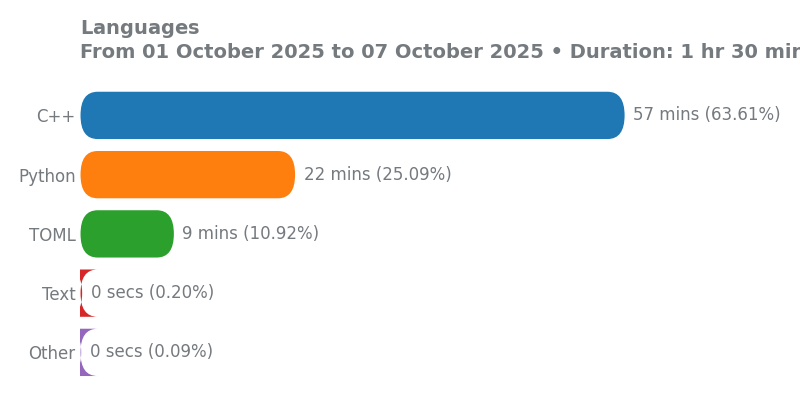 Languages
From 01 October 2025 to 07 October 2025 • Duration: 1 hr 30
C++ 57 mins (63.61%)
Python 22 mins (25.09%)
TOML 9 mins (10.92%)
Text 0 secs (0.20%)
Other 0 secs (0.09%)